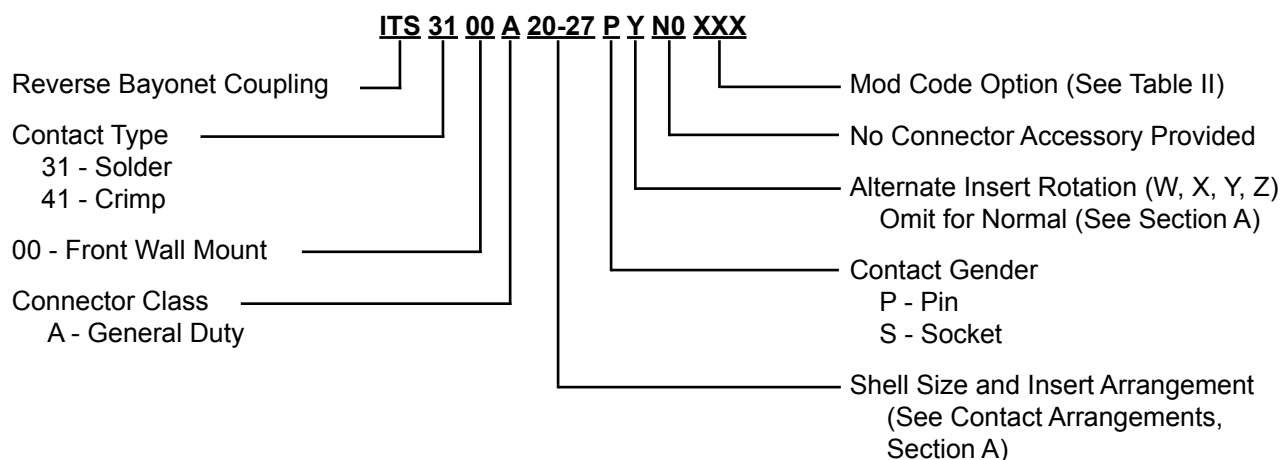 ITS 31 00 A 20-27 P Y N0 XXX
Reverse Bayonet Coupling
Contact Type
31 - Solder
41 - Crimp
00 - Front Wall Mount
Connector Class
A - General Duty
Mod Code Option (See Table II)
No Connector Accessory Provided
Alternate Insert Rotation (W, X, Y, Z)
Omit for Normal (See Section A)
Contact Gender
P - Pin
S - Socket
Shell Size and Insert Arrangement
(See Contact Arrangements,
Section A)